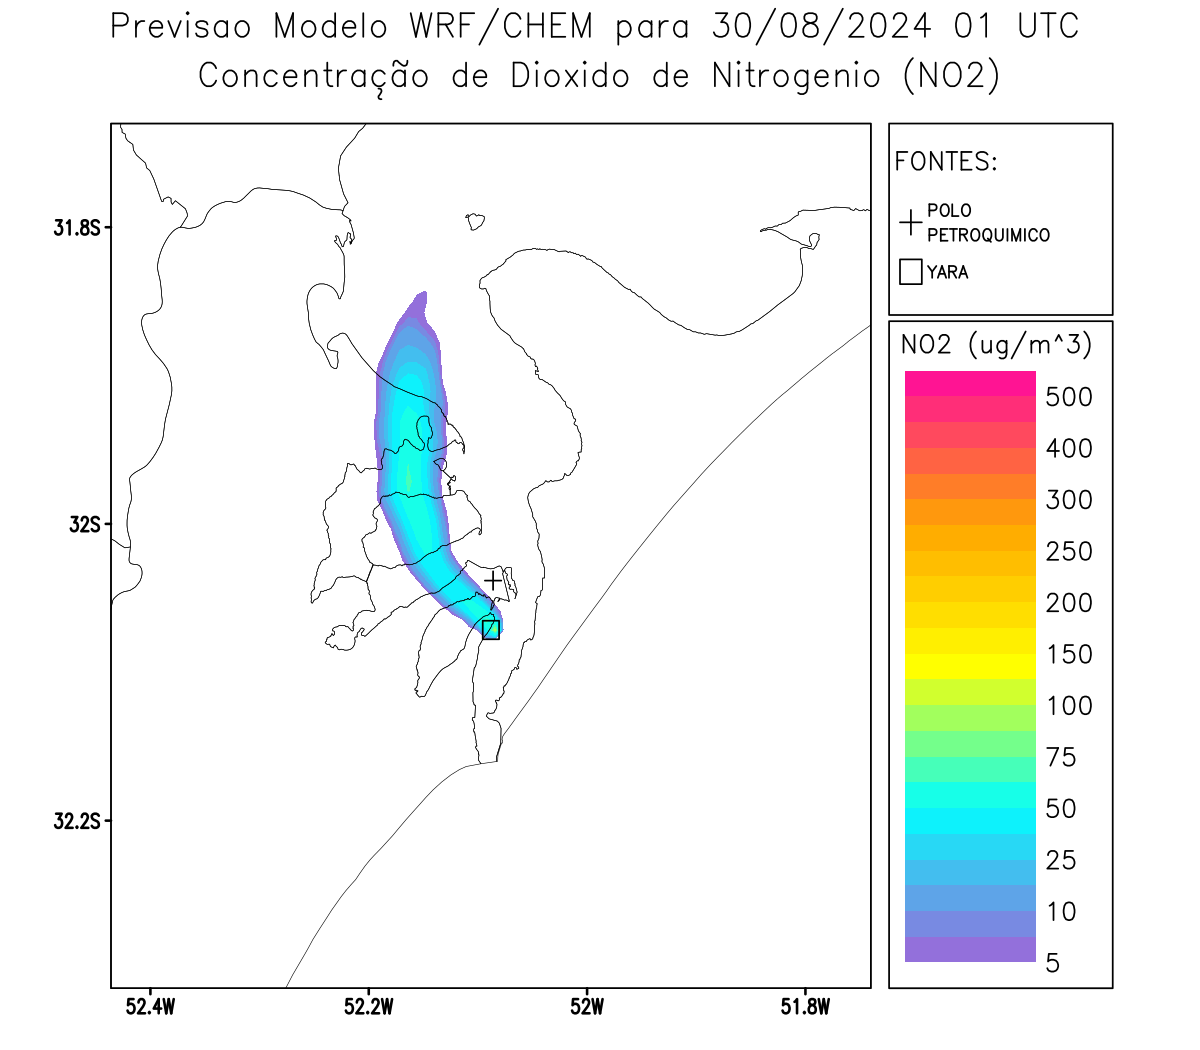 Previsao Modelo WRF/CHEM para 30/08/2024 01 UTC
Concentração de Dioxido de Nitrogenio (NO2)
FONTES:
POLO
PETROQUIMICO
YARA
NO2 (ug/m^3)
500
400
300
250
200
150
100
75
50
25
10
5
31.8S
32S
32.2S
52.4W
52.2W
52W
51.8W